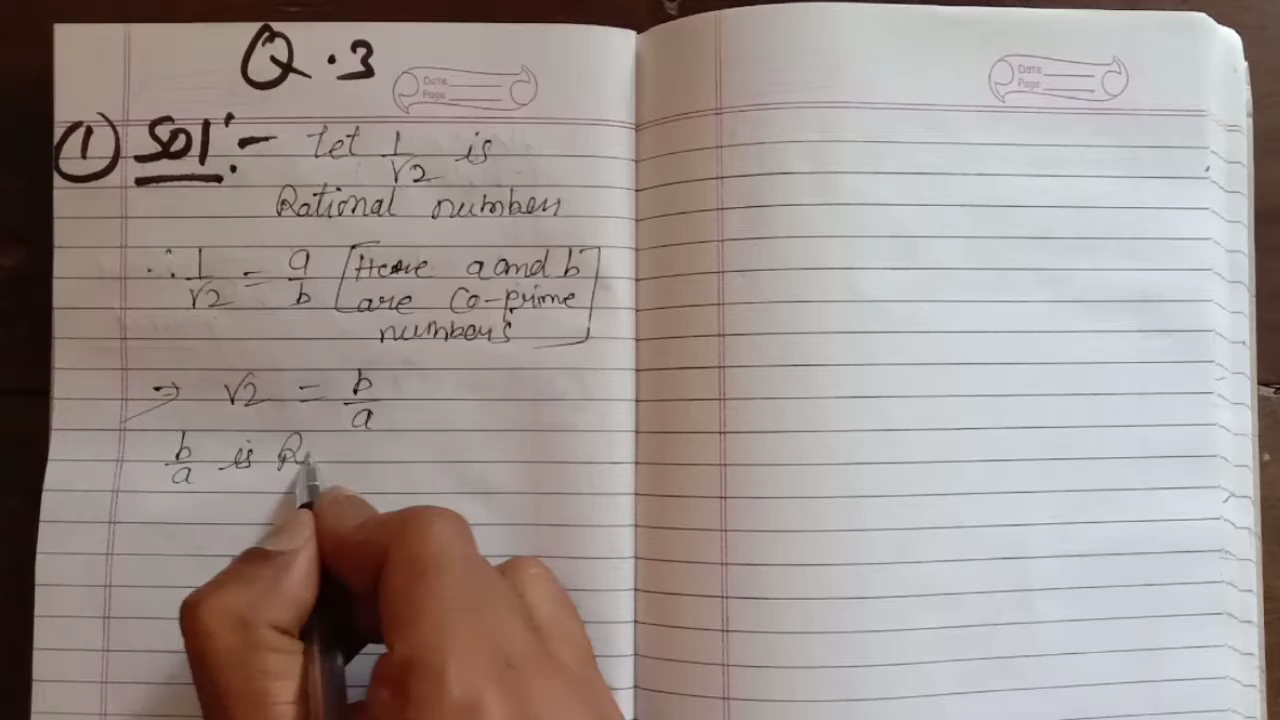 Q.3
Date
Page
Date
Page
① Sol:- Let 1/√2 is
Rational number
∴ 1/√2 = a/b [Here a and b
are Co-prime
numbers]
⇒ √2 = b/a
b/a is R